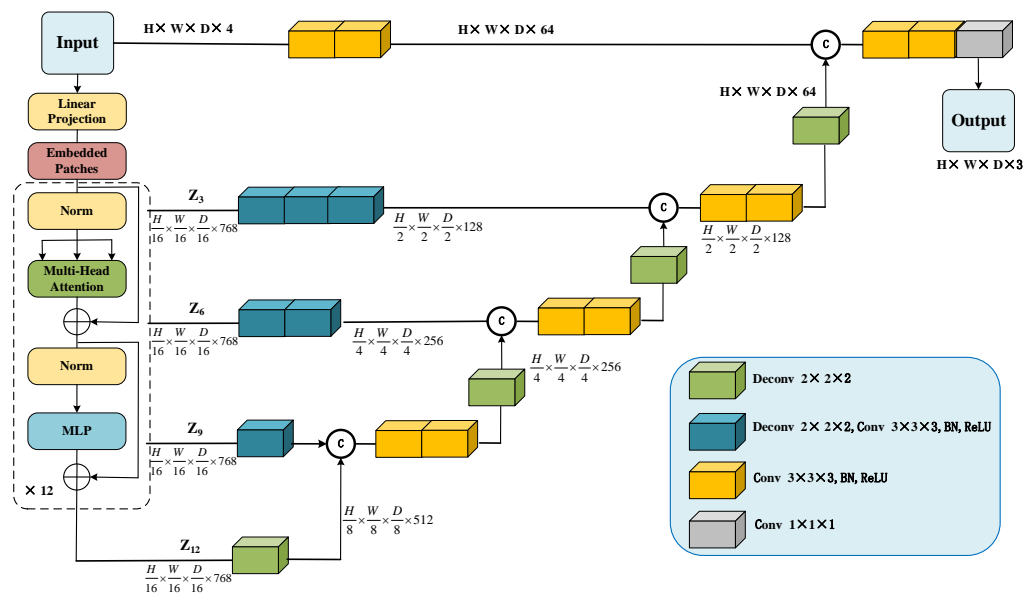 Input
H× W× D× 4
H× W× D× 64
C
H× W× D× 64
Output
H× W× D×3
Linear
Projection
Embedded
Patches
Norm
Multi-Head
Attention
Norm
MLP
× 12
Z3
H/16 × W/16 × D/16 ×768
H/2 × W/2 × D/2 ×128
C
H/2 × W/2 × D/2 ×128
Z6
H/16 × W/16 × D/16 ×768
H/4 × W/4 × D/4 ×256
C
H/4 × W/4 × D/4 ×256
Z9
H/16 × W/16 × D/16 ×768
C
H/8 × W/8 × D/8 ×512
Z12
H/16 × W/16 × D/16 ×768
Deconv 2× 2×2
Deconv 2×2×2, Conv 3×3×3, BN, ReLU
Conv 3×3×3, BN, ReLU
Conv 1×1×1